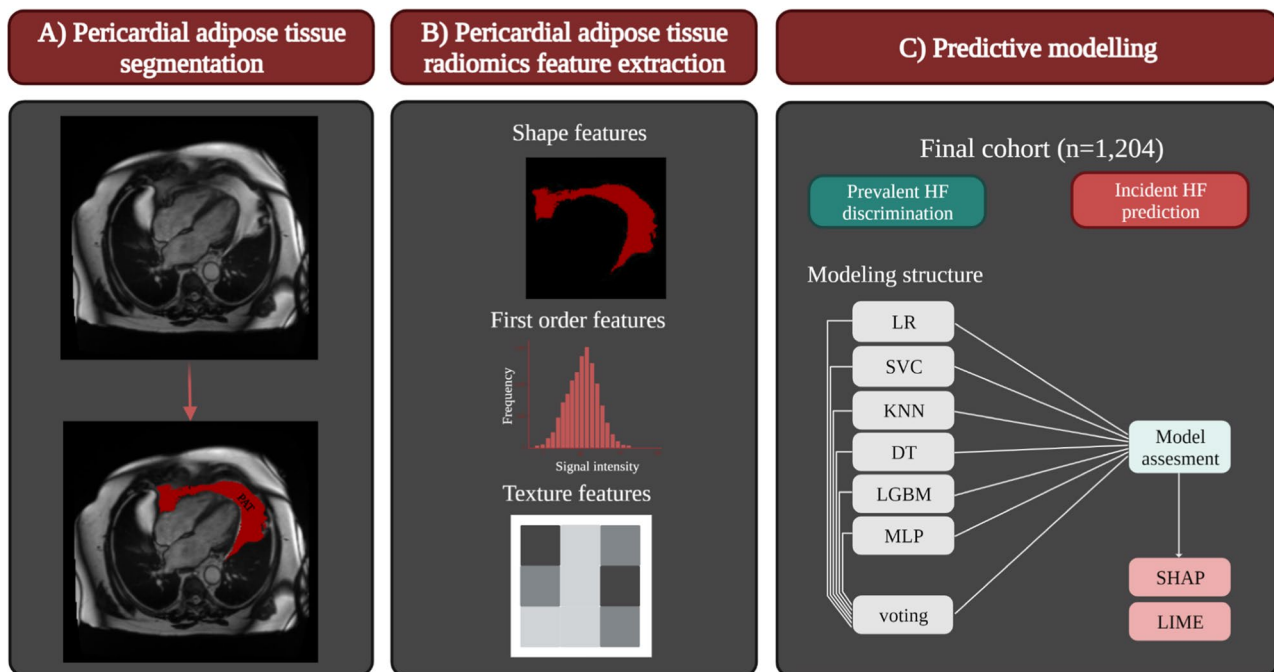 A) Pericardial adipose tissue
segmentation
PAT
B) Pericardial adipose tissue
radiomics feature extraction
Shape features
First order features
Frequency
Signal intensity
Texture features
C) Predictive modelling
Final cohort (n=1,204)
Prevalent HF
discrimination
Incident HF
prediction
Modeling structure
LR
SVC
KNN
DT
LGBM
MLP
voting
Model
assesment
SHAP
LIME